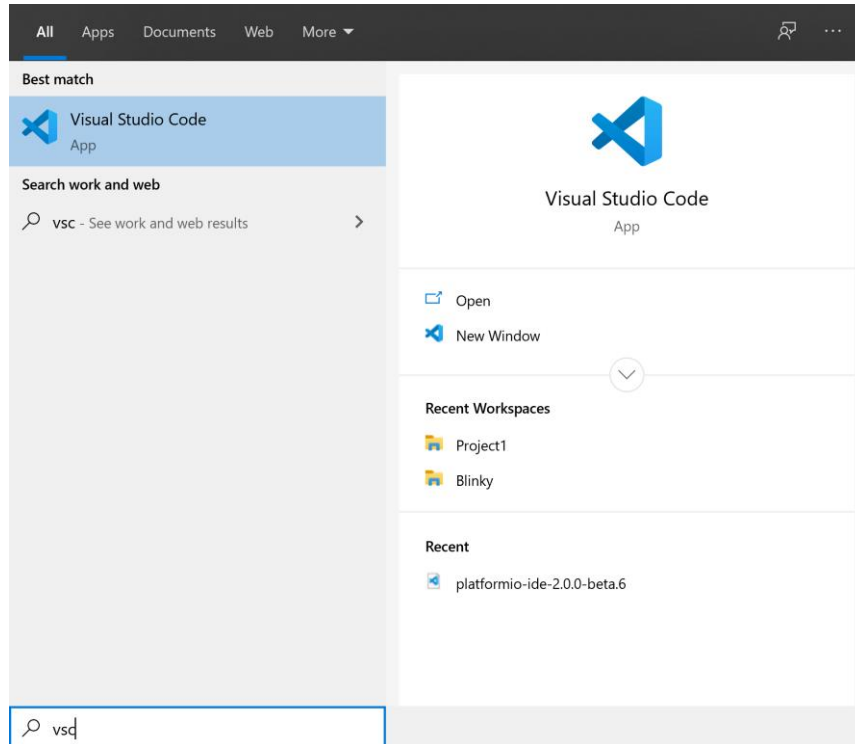 All Apps Documents Web More
Best match
Visual Studio Code
App
Search work and web
vsc - See work and web results
Visual Studio Code
App
Open
New Window
Recent Workspaces
Project1
Blinky
Recent
platformio-ide-2.0.0-beta.6
vsc